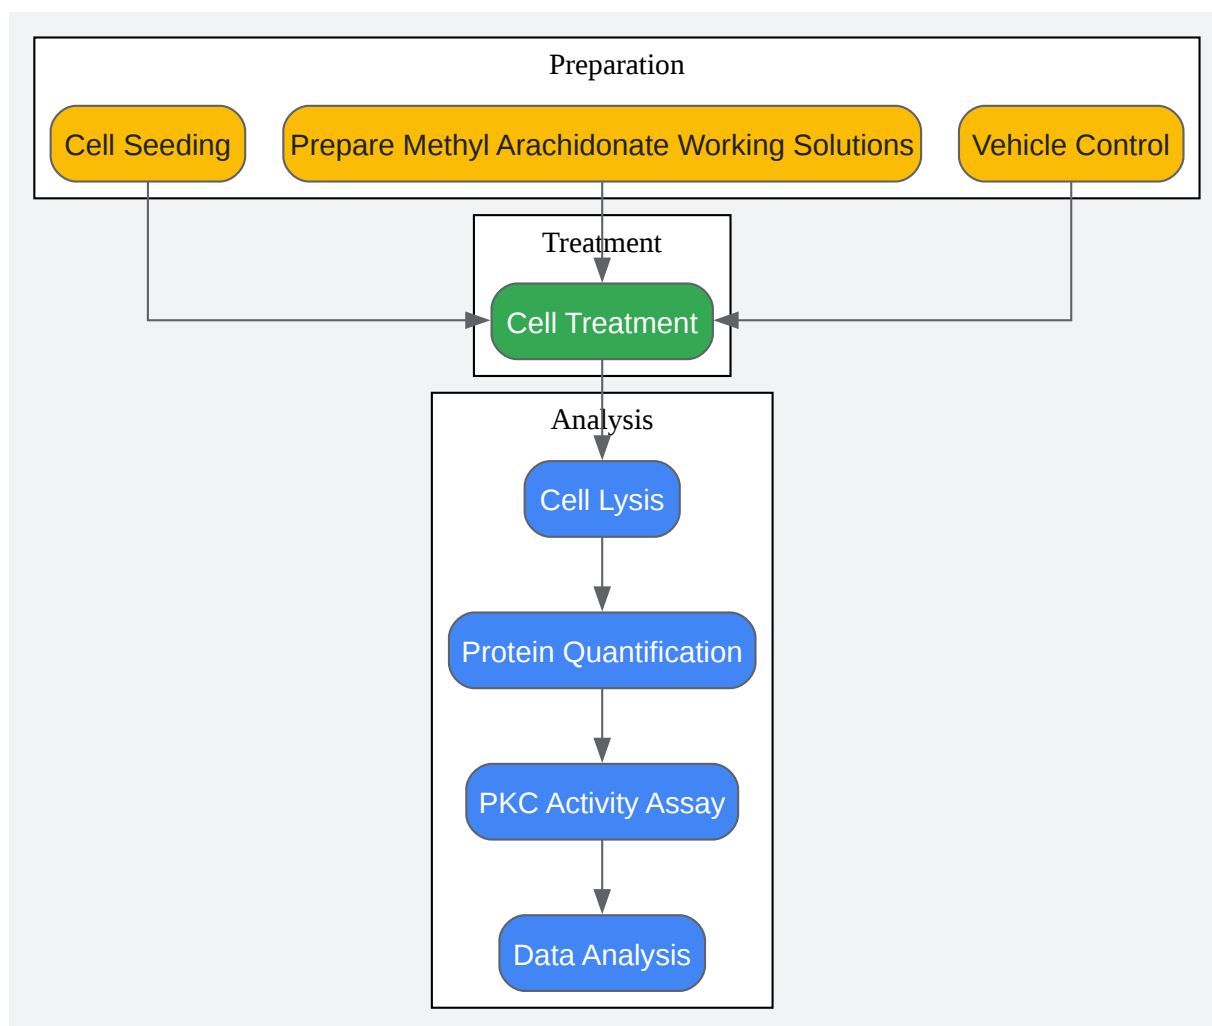 Preparation
Cell Seeding
Prepare Methyl Arachidonate Working Solutions
Vehicle Control
Treatment
Cell Treatment
Analysis
Cell Lysis
Protein Quantification
PKC Activity Assay
Data Analysis